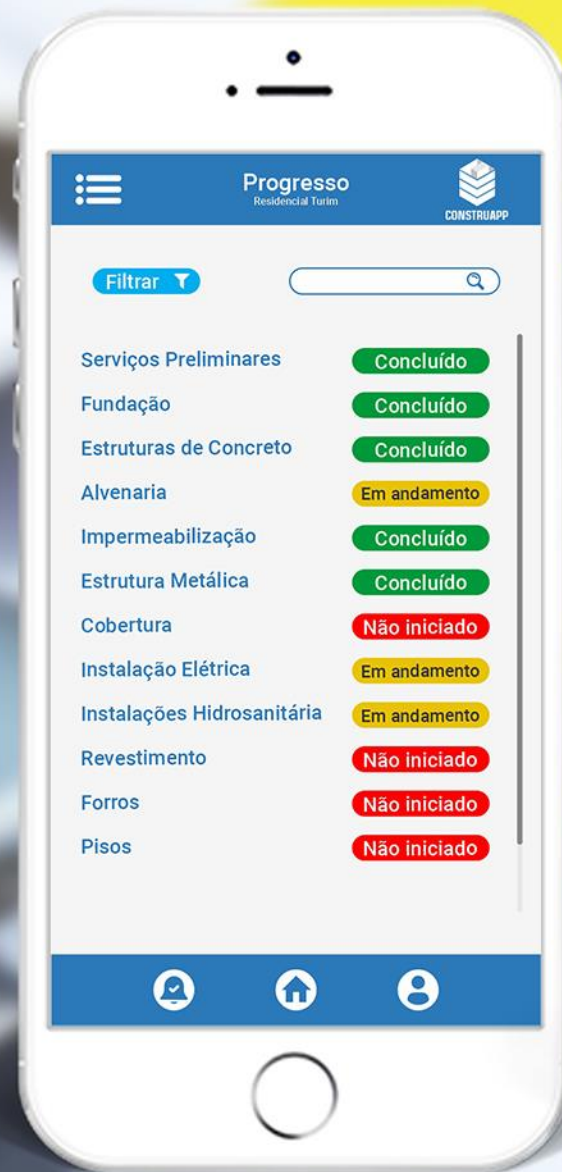 Progresso
Residencial Turim
CONSTRUAPP
Filtrar
Serviços Preliminares Concluído
Fundação Concluído
Estruturas de Concreto Concluído
Alvenaria Em andamento
Impermeabilização Concluído
Estrutura Metálica Concluído
Cobertura Não iniciado
Instalação Elétrica Em andamento
Instalações Hidrosanitária Em andamento
Revestimento Não iniciado
Forros Não iniciado
Pisos Não iniciado